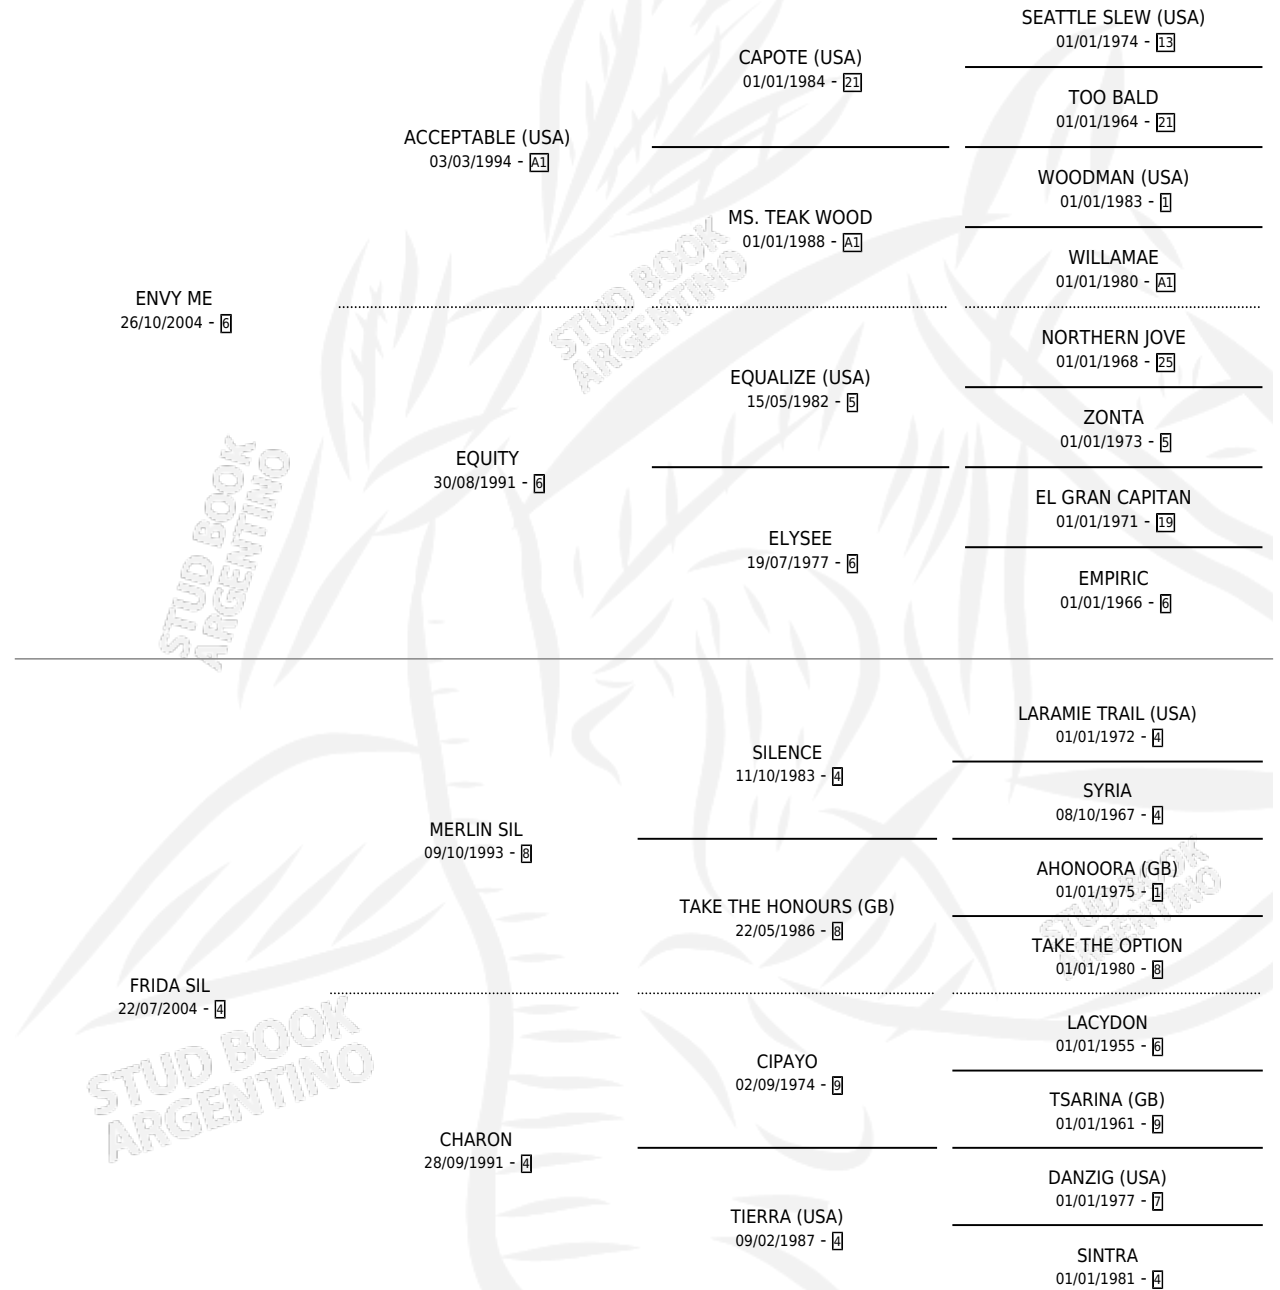 SEATTLE SLEW (USA)
01/01/1974 - 13
CAPOTE (USA)
01/01/1984 - 21
TOO BALD
01/01/1964 - 21
ACCEPTABLE (USA)
03/03/1994 - A1
WOODMAN (USA)
01/01/1983 - 1
MS. TEAK WOOD
01/01/1988 - A1
WILLAMAE
01/01/1980 - A1
ENVY ME
26/10/2004 - 6
NORTHERN JOVE
01/01/1968 - 25
EQUALIZE (USA)
15/05/1982 - 5
ZONTA
01/01/1973 - 5
EQUITY
30/08/1991 - 6
EL GRAN CAPITAN
01/01/1971 - 19
ELYSEE
19/07/1977 - 6
EMPIRIC
01/01/1966 - 6
STUD BOOK
ARGENTINO
STUD BOOK
ARGENTINO
LARAMIE TRAIL (USA)
01/01/1972 - 4
SILENCE
11/10/1983 - 4
SYRIA
08/10/1967 - 4
MERLIN SIL
09/10/1993 - 8
AHONOORA (GB)
01/01/1975 - 1
TAKE THE HONOURS (GB)
22/05/1986 - 8
TAKE THE OPTION
01/01/1980 - 8
FRIDA SIL
22/07/2004 - 4
LACYDON
01/01/1955 - 6
CIPAYO
02/09/1974 - 9
TSARINA (GB)
01/01/1961 - 9
CHARON
28/09/1991 - 4
DANZIG (USA)
01/01/1977 - 7
TIERRA (USA)
09/02/1987 - 4
SINTRA
01/01/1981 - 4
STUD BOOK
ARGENTINO
STUD BOOK
ARGENTINO